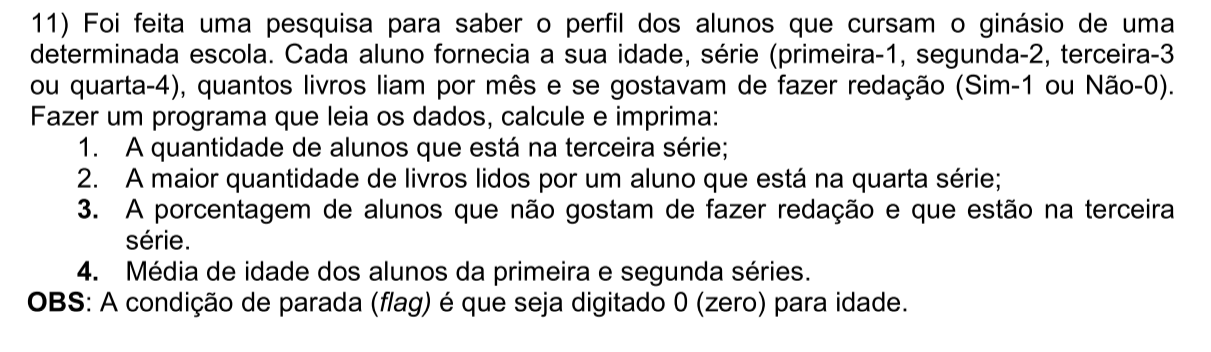 11) Foi feita uma pesquisa para saber o perfil dos alunos que cursam o ginásio de uma
determinada escola. Cada aluno fornecia a sua idade, série (primeira-1, segunda-2, terceira-3
ou quarta-4), quantos livros liam por mês e se gostavam de fazer redação (Sim-1 ou Não-0).
Fazer um programa que leia os dados, calcule e imprima:
1. A quantidade de alunos que está na terceira série;
2. A maior quantidade de livros lidos por um aluno que está na quarta série;
3. A porcentagem de alunos que não gostam de fazer redação e que estão na terceira
série.
4. Média de idade dos alunos da primeira e segunda séries.
OBS: A condição de parada (flag) é que seja digitado 0 (zero) para idade.